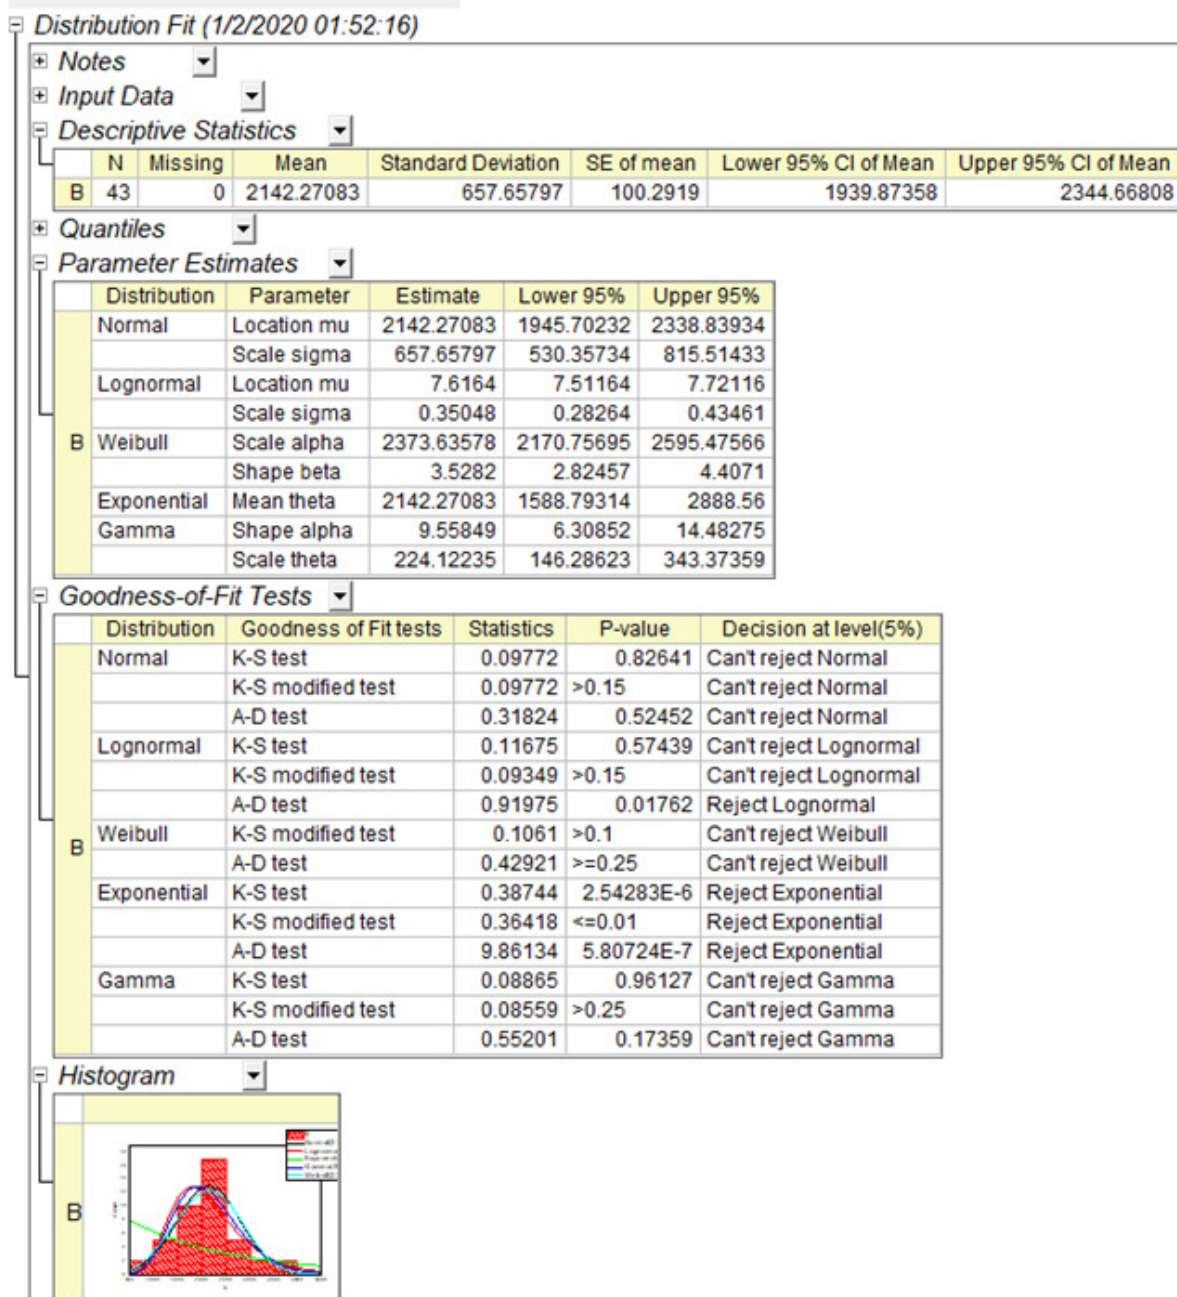 Distribution Fit (1/2/2020 01:52:16)
Notes
Input Data
Descriptive Statistics
N Missing Mean Standard Deviation SE of mean Lower 95% CI of Mean Upper 95% CI of Mean
B 43 0 2142.27083 657.65797 100.2919 1939.87358 2344.66808
Quantiles
Parameter Estimates
Distribution Parameter Estimate Lower 95% Upper 95%
Normal Location mu 2142.27083 1945.70232 2338.83934
Scale sigma 657.65797 530.35734 815.51433
Lognormal Location mu 7.6164 7.51164 7.72116
Scale sigma 0.35048 0.28264 0.43461
B Weibull Scale alpha 2373.63578 2170.75695 2595.47566
Shape beta 3.5282 2.82457 4.4071
Exponential Mean theta 2142.27083 1588.79314 2888.56
Gamma Shape alpha 9.55849 6.30852 14.48275
Scale theta 224.12235 146.28623 343.37359
Goodness-of-Fit Tests
Distribution Goodness of Fit tests Statistics P-value Decision at level(5%)
Normal K-S test 0.09772 0.82641 Can't reject Normal
K-S modified test 0.09772 >0.15 Can't reject Normal
A-D test 0.31824 0.52452 Can't reject Normal
Lognormal K-S test 0.11675 0.57439 Can't reject Lognormal
K-S modified test 0.09349 >0.15 Can't reject Lognormal
A-D test 0.91975 0.01762 Reject Lognormal
B Weibull K-S modified test 0.1061 >0.1 Can't reject Weibull
A-D test 0.42921 >=0.25 Can't reject Weibull
Exponential K-S test 0.38744 2.54283E-6 Reject Exponential
K-S modified test 0.36418 <=0.01 Reject Exponential
A-D test 9.86134 5.80724E-7 Reject Exponential
Gamma K-S test 0.08865 0.96127 Can't reject Gamma
K-S modified test 0.08559 >0.25 Can't reject Gamma
A-D test 0.55201 0.17359 Can't reject Gamma
Histogram
B